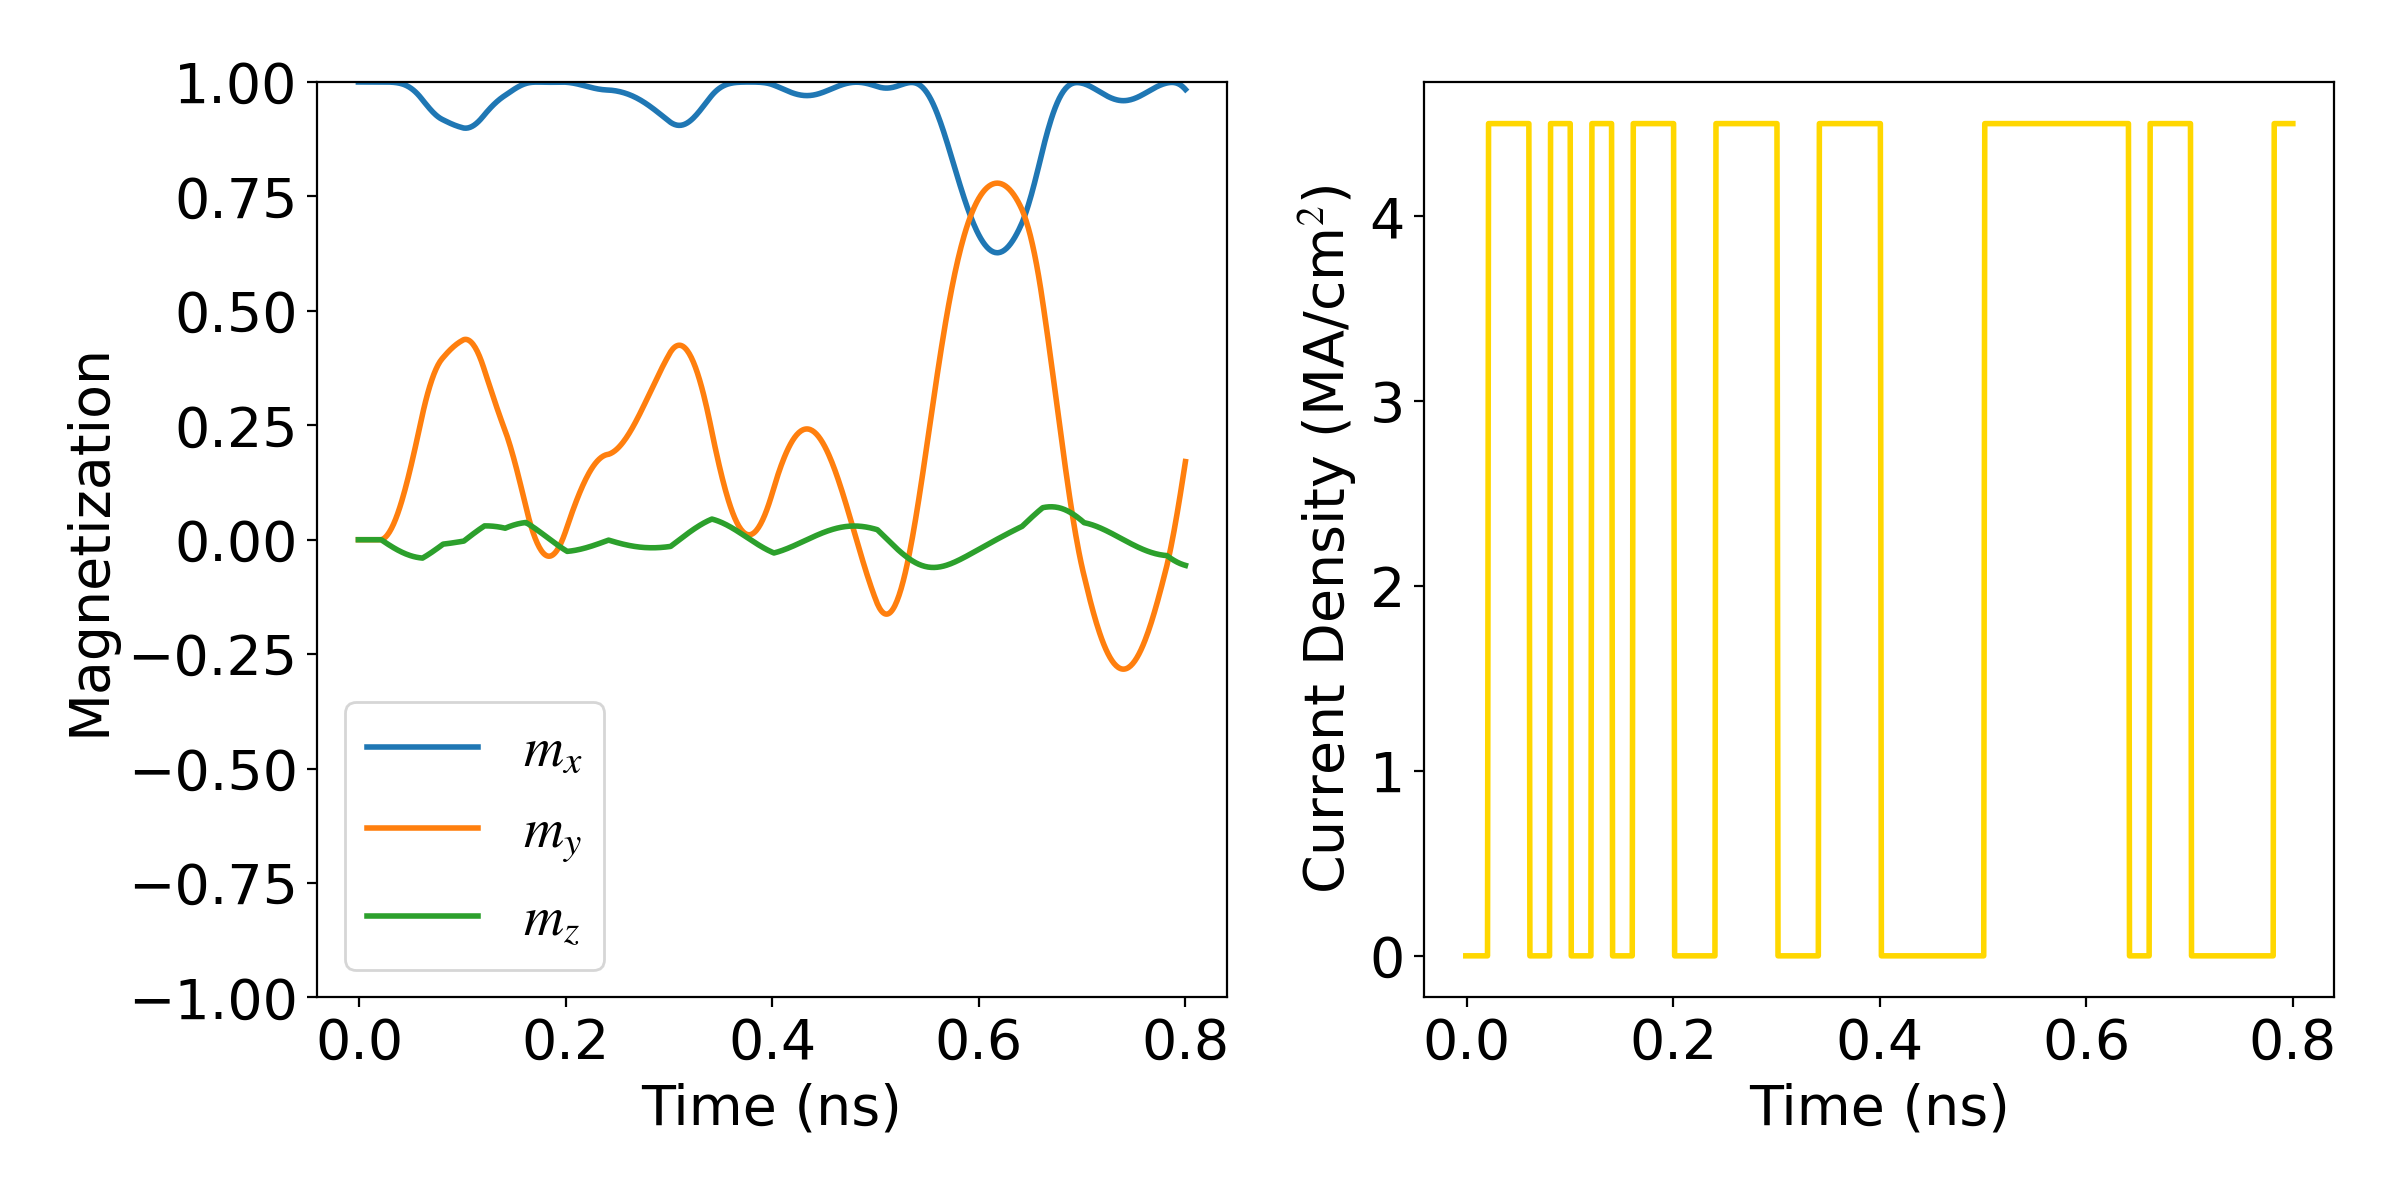 Magnetization
1.00
0.75
0.50
0.25
0.00
−0.25
−0.50
−0.75
−1.00
m_x
m_y
m_z
0.0 0.2 0.4 0.6 0.8
Time (ns)
Current Density (MA/cm²)
4
3
2
1
0
0.0 0.2 0.4 0.6 0.8
Time (ns)